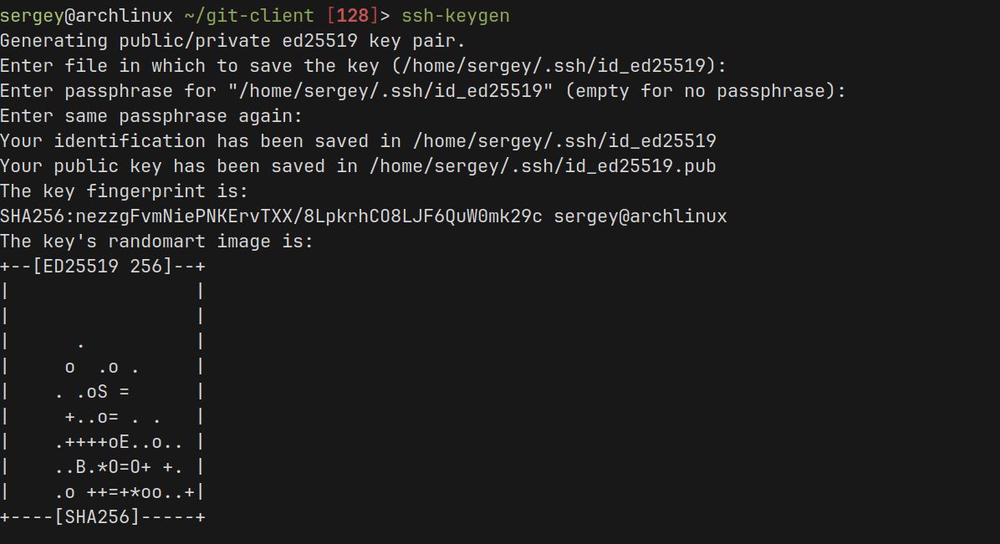 sergey@archlinux ~/git-client [128]> ssh-keygen
Generating public/private ed25519 key pair.
Enter file in which to save the key (/home/sergey/.ssh/id_ed25519):
Enter passphrase for "/home/sergey/.ssh/id_ed25519" (empty for no passphrase):
Enter same passphrase again:
Your identification has been saved in /home/sergey/.ssh/id_ed25519
Your public key has been saved in /home/sergey/.ssh/id_ed25519.pub
The key fingerprint is:
SHA256:nezzgFvmNiePNKErvTXX/8LpkrhCO8LJF6QuW0mk29c sergey@archlinux
The key's randomart image is:
+--[ED25519 256]--+
|                 |
|                 |
|      .          |
|     o  .o .     |
|    . .oS =      |
|     +..o= . .   |
|    .++++oE..o.. |
|    ..B.*O=O+ +. |
|    .o ++=+*oo..+|
+----[SHA256]-----+